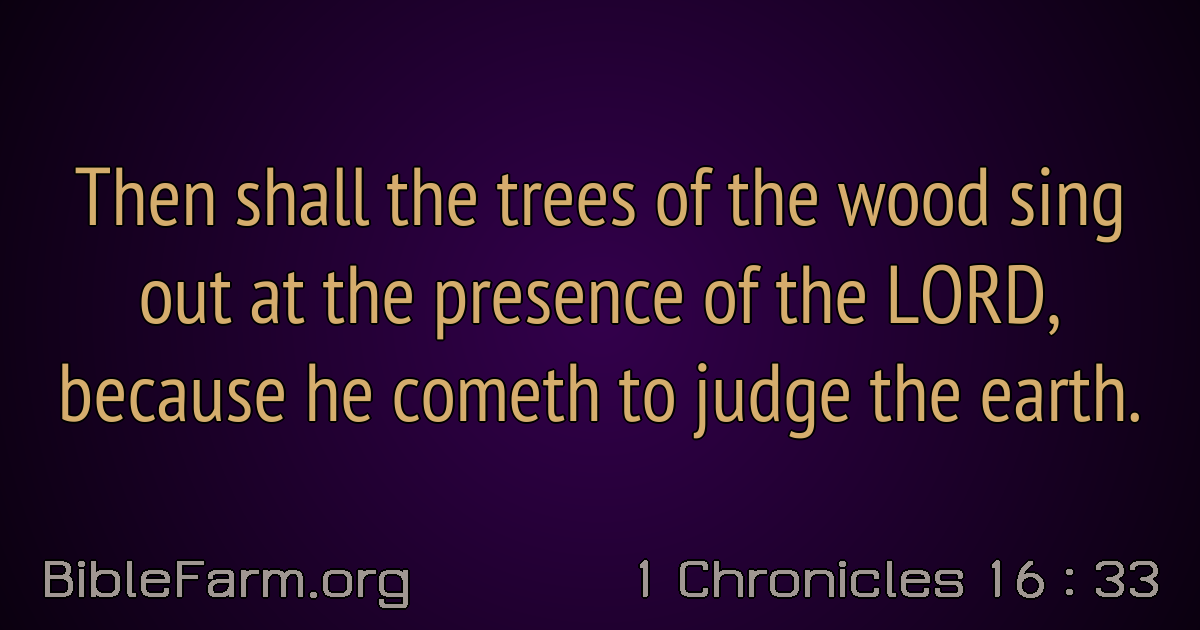 Then shall the trees of the wood sing
out at the presence of the LORD,
because he cometh to judge the earth.
BibleFarm.org
1 Chronicles 16 : 33